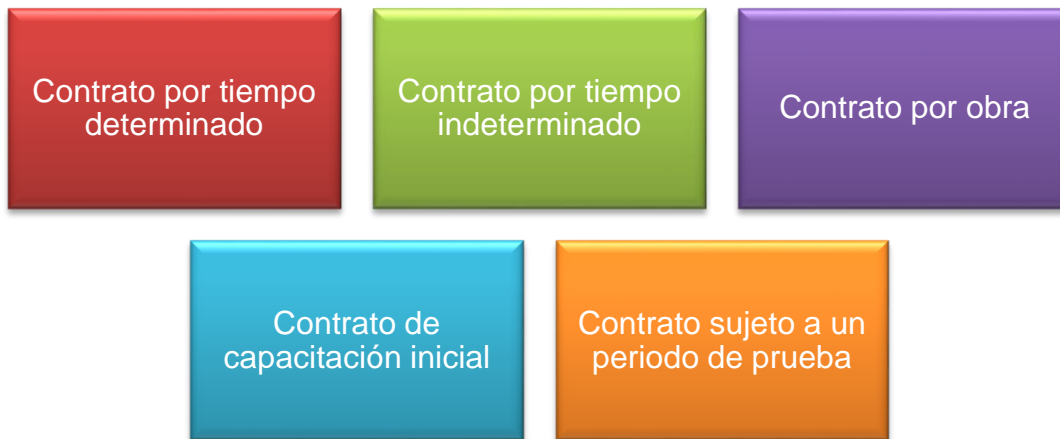 Contrato por tiempo
determinado
Contrato por tiempo
indeterminado
Contrato por obra
Contrato de
capacitación inicial
Contrato sujeto a un
periodo de prueba